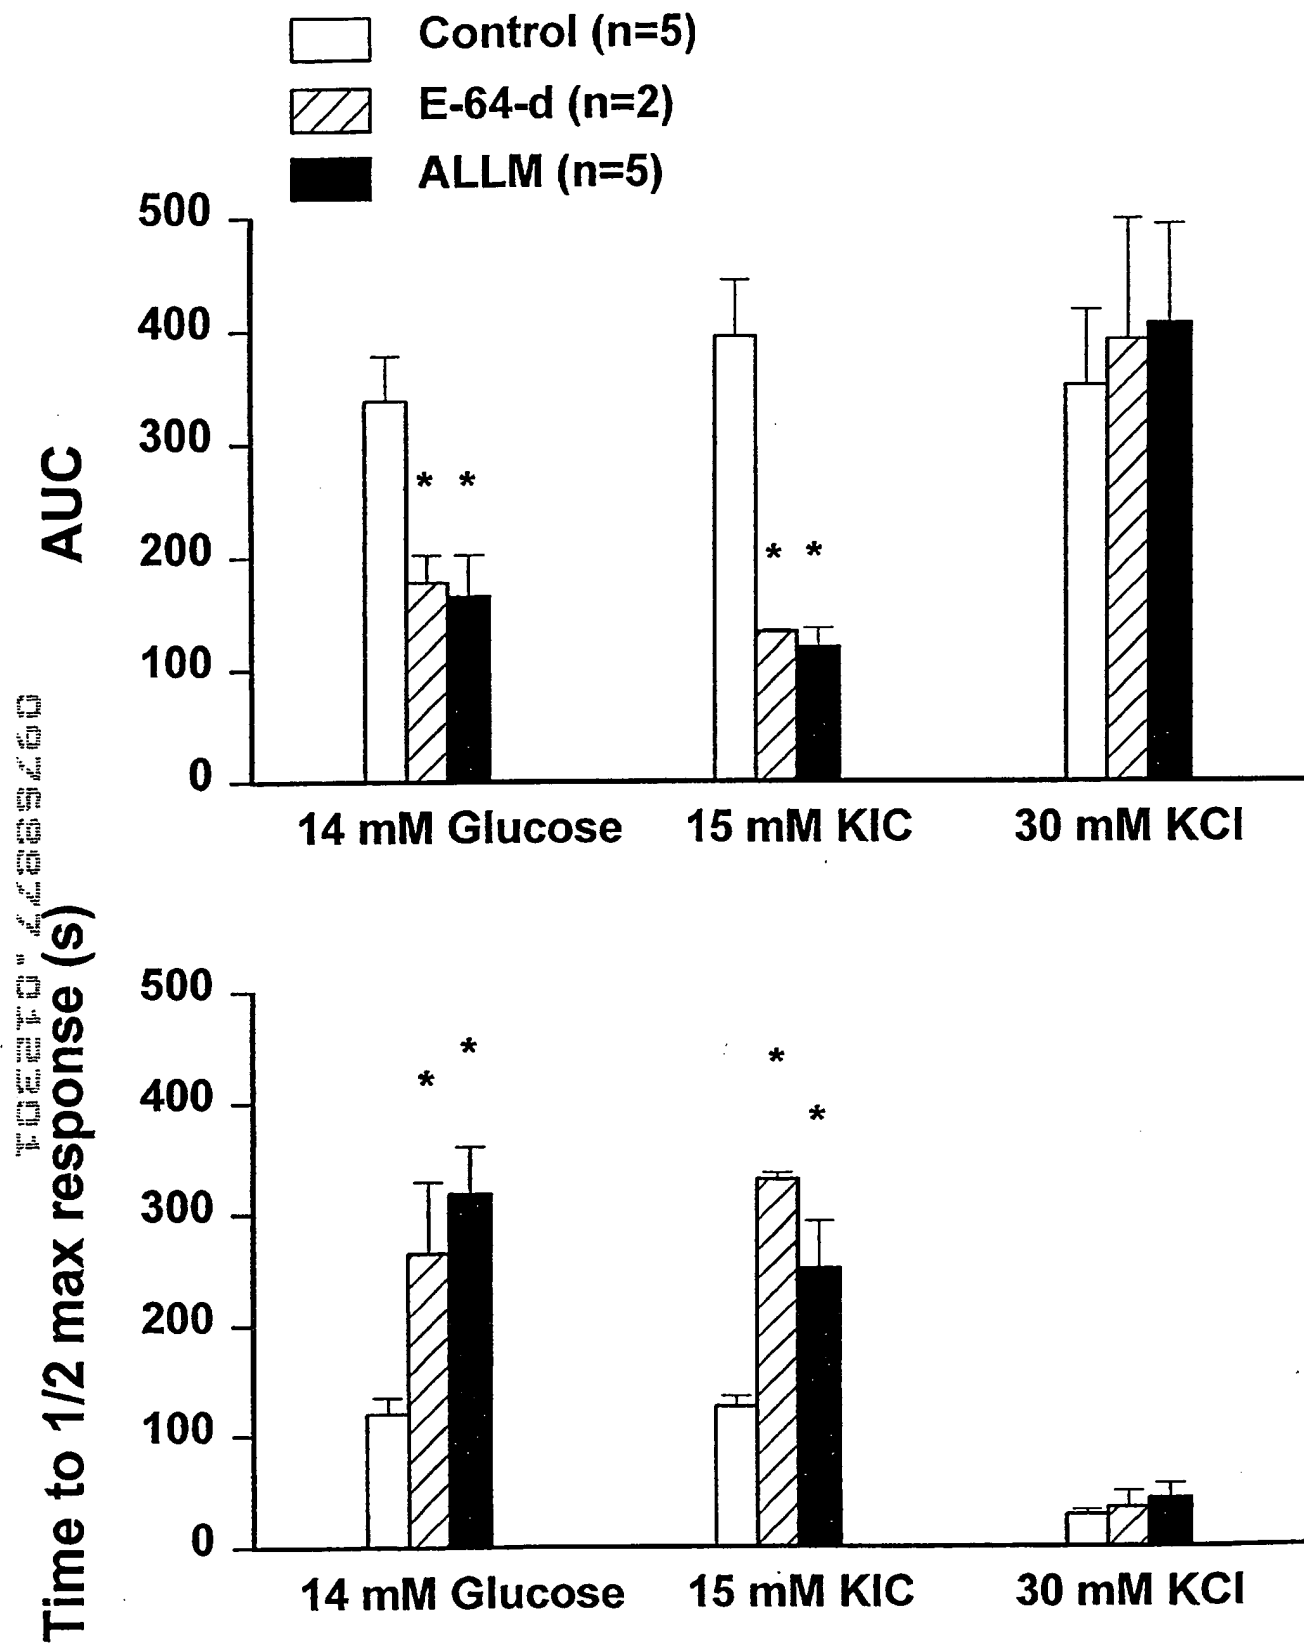 Control (n=5)
E-64-d (n=2)
ALLM (n=5)
500
400
300
200
100
0
AUC
* *
* *
14 mM Glucose 15 mM KIC 30 mM KCl
500
400
300
200
100
0
Time to 1/2 max response (s)
* *
* *
14 mM Glucose 15 mM KIC 30 mM KCl